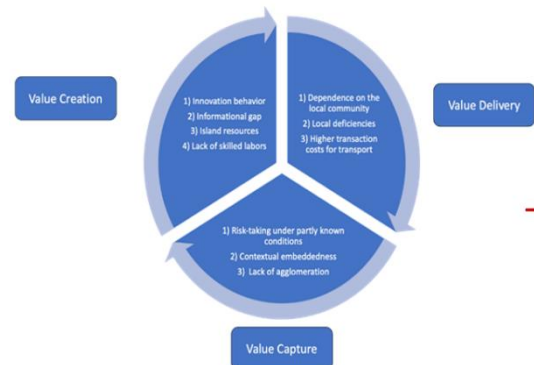 Value Creation
1) Innovation behavior
2) Informational gap
3) Island resources
4) Lack of skilled labors
1) Dependence on the
local community
2) Local deficiencies
3) Higher transaction
costs for transport
Value Delivery
1) Risk-taking under partly known
conditions
2) Contextual embeddedness
3) Lack of agglomeration
Value Capture